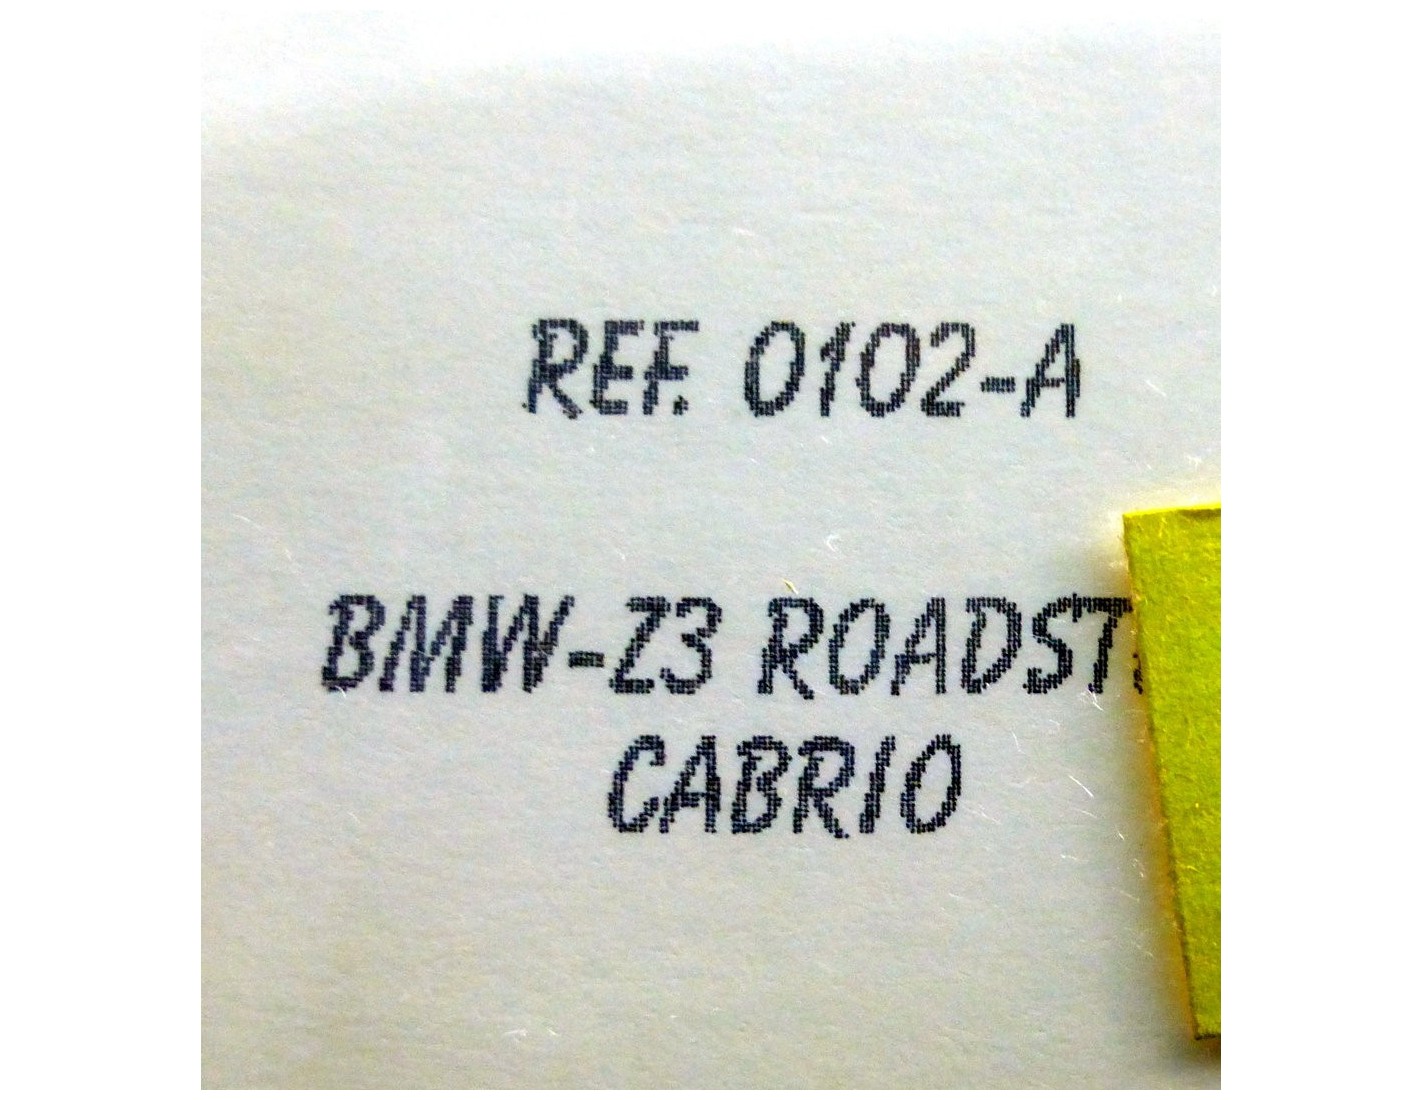 REF. 0102-A
BMW-Z3 ROADST
CABRIO